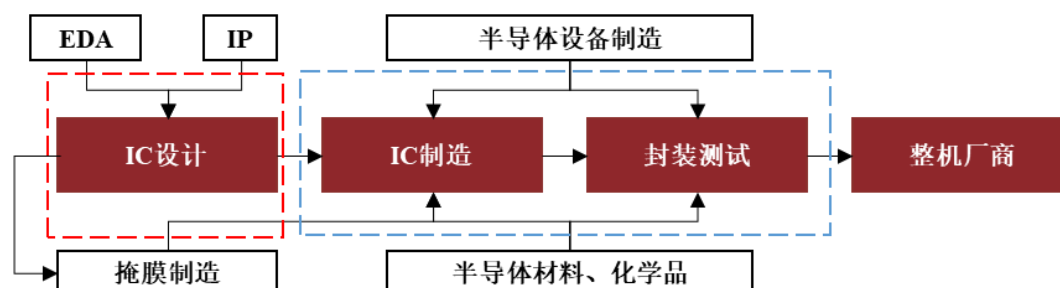 EDA
IP
半导体设备制造
IC设计
IC制造
封装测试
整机厂商
掩膜制造
半导体材料、化学品